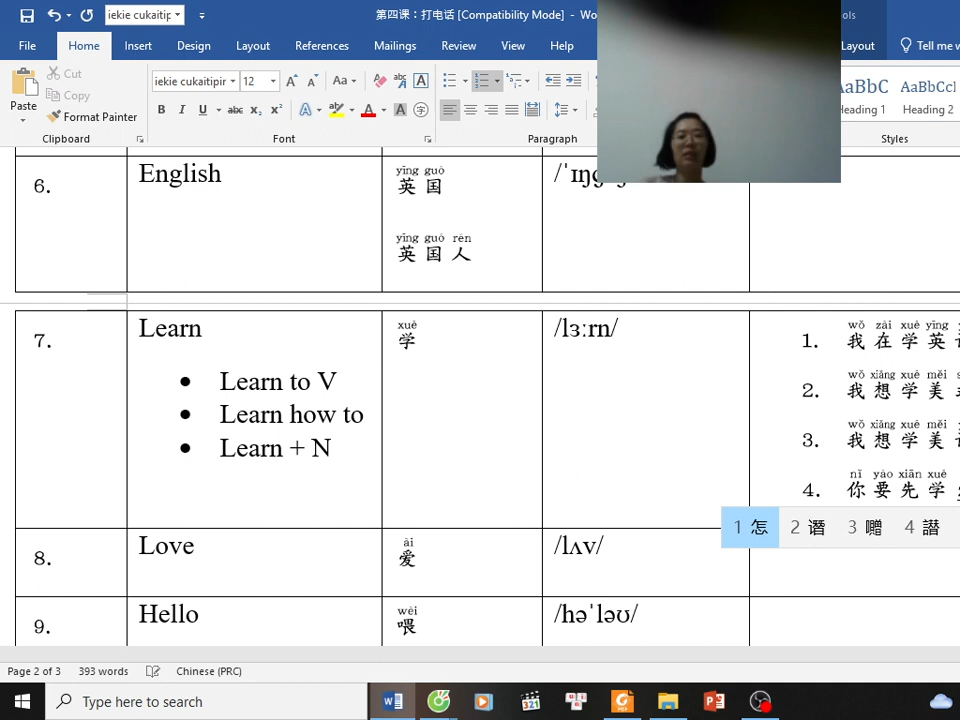 iekie cukaitip
第四课：打电话 [Compatibility Mode] - Wo
ols
File Home Insert Design Layout References Mailings Review View Help Layout Tell me
Cut
Copy
Paste
Format Painter
iekie cukaitipir 12
AaBbCcl
eading 1 Heading 2
Clipboard Font Paragraph Styles
6. English
yīng guó
英国
yīng guó rén
英国人
7. Learn
xué
学
/lɜːrn/
Learn to V
Learn how to
Learn + N
wǒ zài xué yīng
1. 我在学英
wǒ xiǎng xué měi
2. 我想学美
wǒ xiǎng xué měi
3. 我想学美
nǐ yào xiān xué
4. 你要先学
1 怎 2 谮 3 囎 4 譛
8. Love
ài
爱
/lʌv/
9. Hello
wéi
喂
/həˈləʊ/
Page 2 of 3 393 words Chinese (PRC)
Type here to search